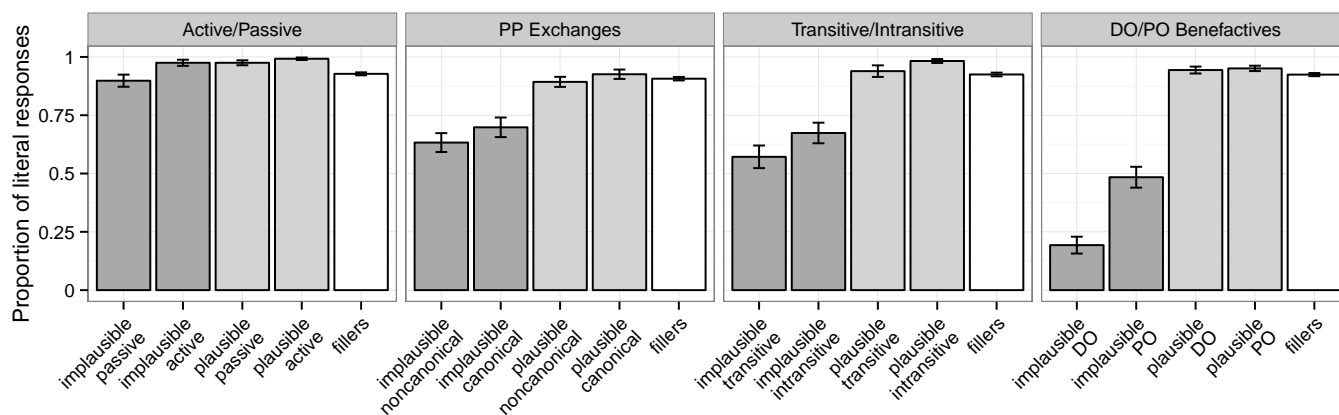 Active/Passive
PP Exchanges
Transitive/Intransitive
DO/PO Benefactives
Proportion of literal responses
1
0.75
0.5
0.25
0
implausible
passive
implausible
active
plausible
passive
plausible
active
fillers
implausible
noncanonical
implausible
canonical
plausible
noncanonical
plausible
canonical
fillers
implausible
transitive
implausible
intransitive
plausible
transitive
plausible
intransitive
fillers
implausible
DO
implausible
PO
plausible
DO
plausible
PO
fillers